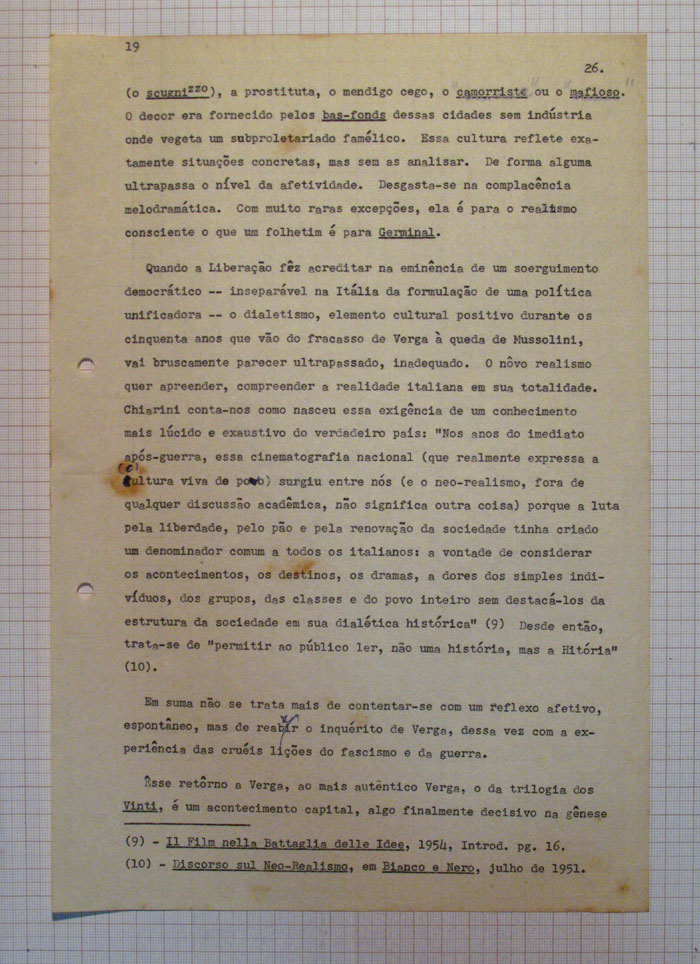 19
26.
(o scugnizzo), a prostituta, o mendigo cego, o "camorriste" ou o "mafioso."
O decor era fornecido pelos bas-fonds dessas cidades sem indústria
onde vegeta um subproletariado famélico. Essa cultura reflete exa-
tamente situações concretas, mas sem as analisar. De forma alguma
ultrapassa o nível da afetividade. Desgasta-se na complacência
melodramática. Com muito raras excepções, ela é para o realismo
consciente o que um folhetim é para Germinal.
Quando a Liberação fêz acreditar na eminência de um soerguimento
democrático -- inseparável na Itália da formulação de uma política
unificadora -- o dialetismo, elemento cultural positivo durante os
cinquenta anos que vão do fracasso de Verga à queda de Mussolini,
vai bruscamente parecer ultrapassado, inadequado. O nôvo realismo
quer apreender, compreender a realidade italiana em sua totalidade.
Chiarini conta-nos como nasceu essa exigência de um conhecimento
mais lúcido e exaustivo do verdadeiro país: "Nos anos do imediato
após-guerra, essa cinematografia nacional (que realmente expressa a
cultura viva de povo) surgiu entre nós (e o neo-realismo, fora de
qualquer discussão acadêmica, não significa outra coisa) porque a luta
pela liberdade, pelo pão e pela renovação da sociedade tinha criado
um denominador comum a todos os italianos: a vontade de considerar
os acontecimentos, os destinos, os dramas, a dores dos simples indi-
víduos, dos grupos, das classes e do povo inteiro sem destacá-los da
estrutura da sociedade em sua dialética histórica" (9) Desde então,
trata-se de "permitir ao público ler, não uma história, mas a Hitória"
(10).
Em suma não se trata mais de contentar-se com um reflexo afetivo,
espontâneo, mas de reabrir o inquérito de Verga, dessa vez com a ex-
periência das cruéis lições do fascismo e da guerra.
Êsse retôrno a Verga, ao mais autêntico Verga, o da trilogia dos
Vinti, é um acontecimento capital, algo finalmente decisivo na gênese
(9) - Il Film nella Battaglia delle Idee, 1954, Introd. pg. 16.
(10) - Discorso sul Neo-Realismo, em Bianco e Nero, julho de 1951.